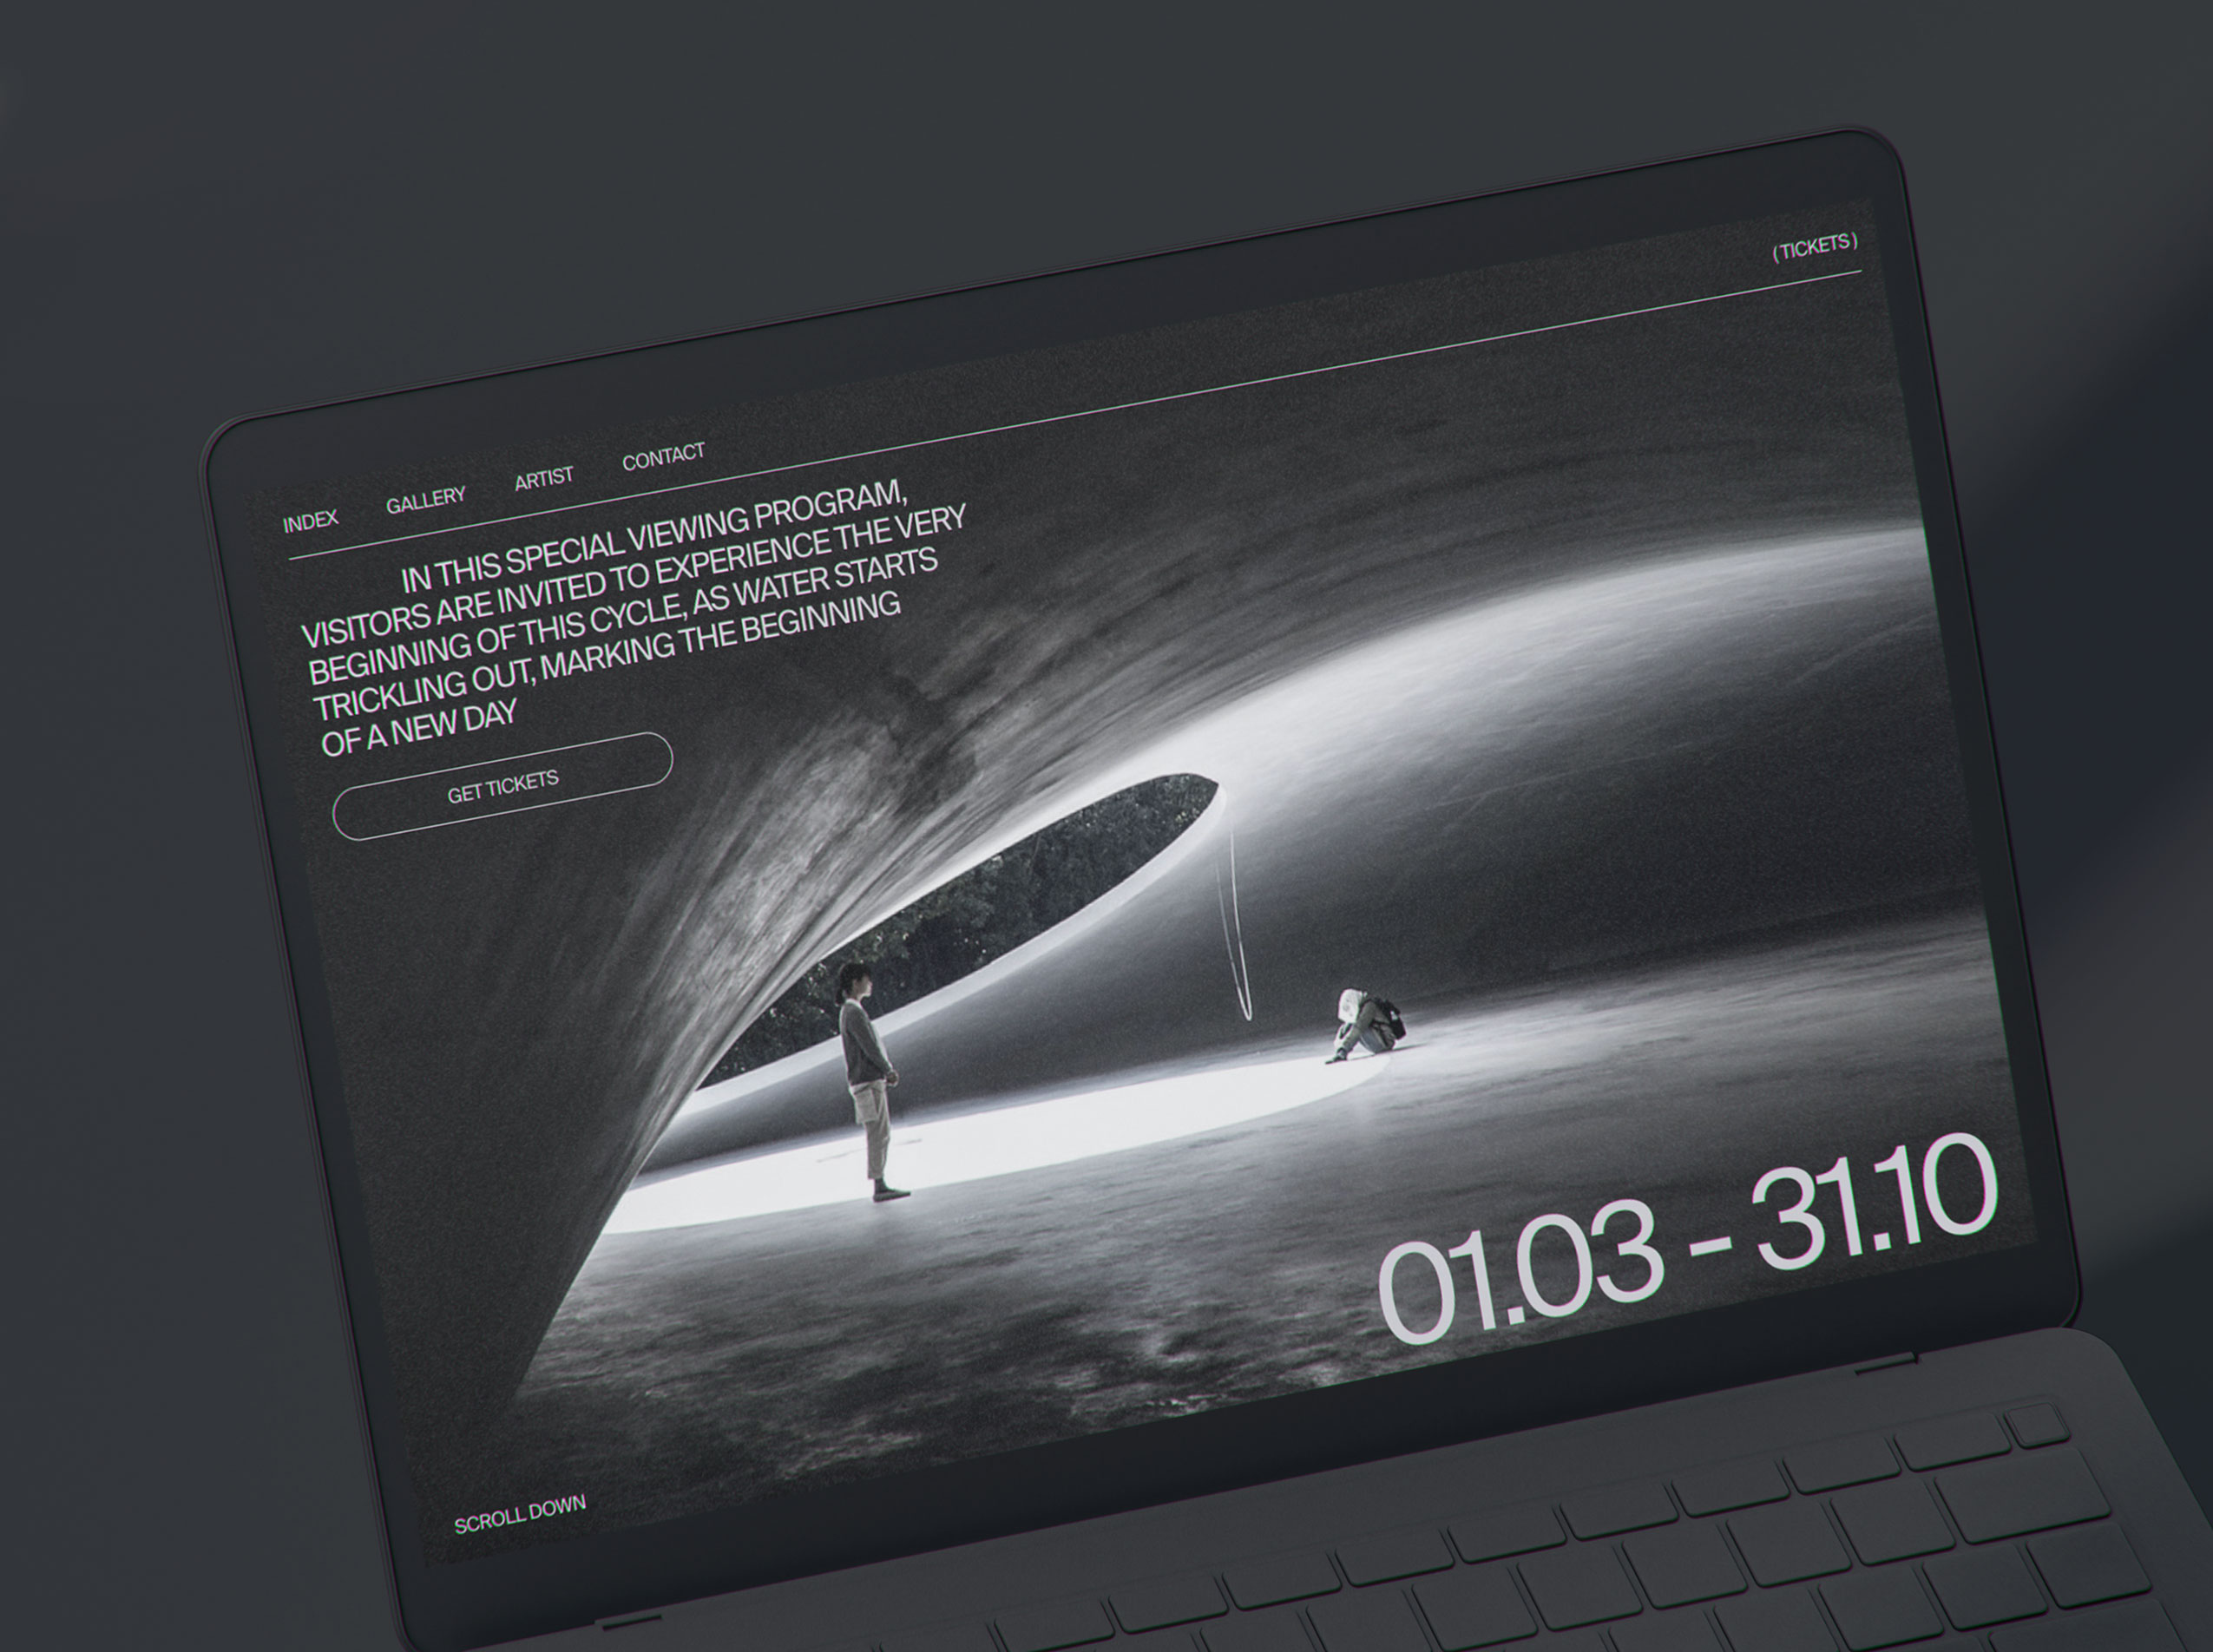 INDEX GALLERY ARTIST CONTACT (TICKETS)
IN THIS SPECIAL VIEWING PROGRAM,
VISITORS ARE INVITED TO EXPERIENCE THE VERY
BEGINNING OF THIS CYCLE, AS WATER STARTS
TRICKLING OUT, MARKING THE BEGINNING
OF A NEW DAY
GET TICKETS
01.03 - 31.10
SCROLL DOWN